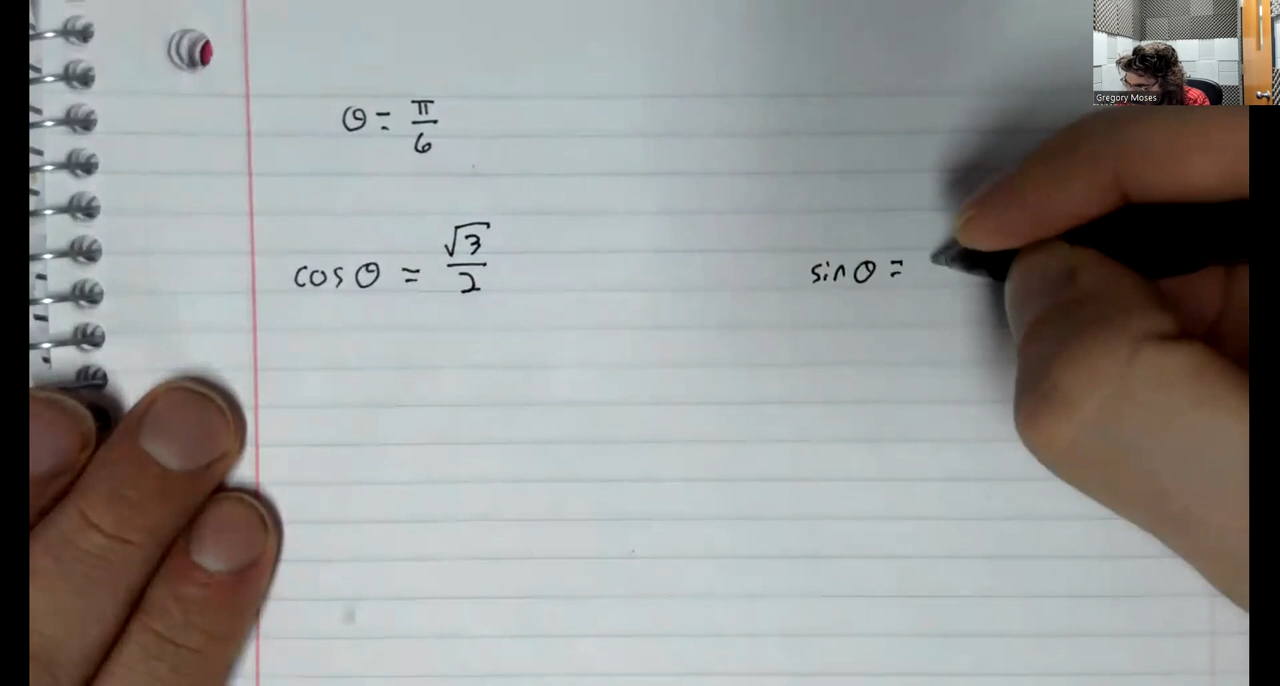 Gregory Moses
θ = π/6
cos θ = √3/2
sin θ =